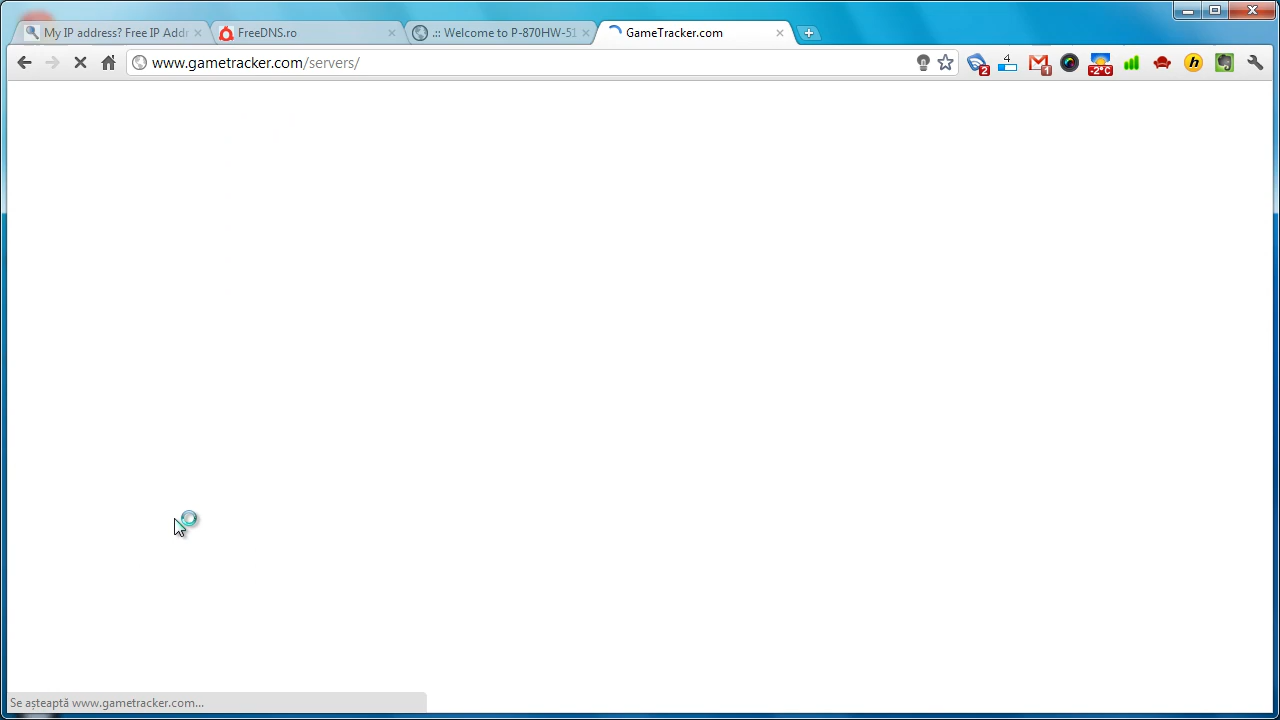 My IP address? Free IP Addr
FreeDNS.ro
.:: Welcome to P-870HW-51
GameTracker.com
www.gametracker.com/servers/
2
4
1
-2°C
h
Se așteaptă www.gametracker.com...